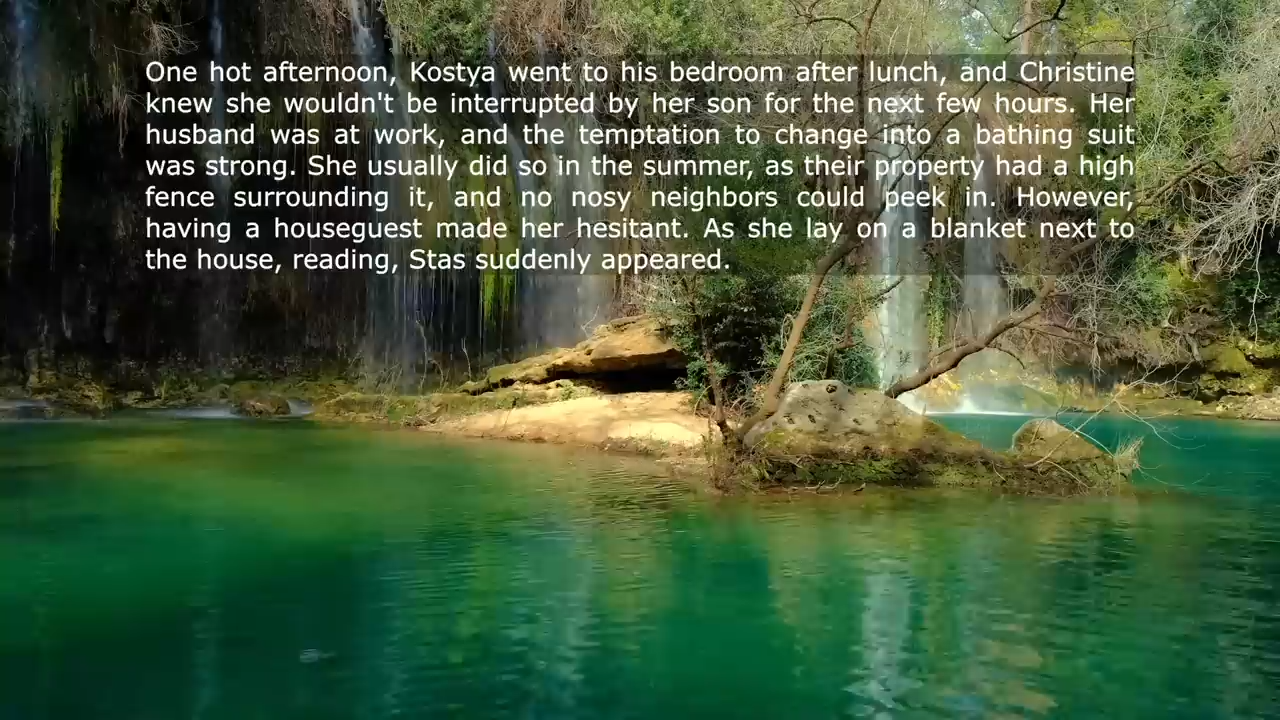 One hot afternoon, Kostya went to his bedroom after lunch, and Christine
knew she wouldn't be interrupted by her son for the next few hours. Her
husband was at work, and the temptation to change into a bathing suit
was strong. She usually did so in the summer, as their property had a high
fence surrounding it, and no nosy neighbors could peek in. However,
having a houseguest made her hesitant. As she lay on a blanket next to
the house, reading, Stas suddenly appeared.